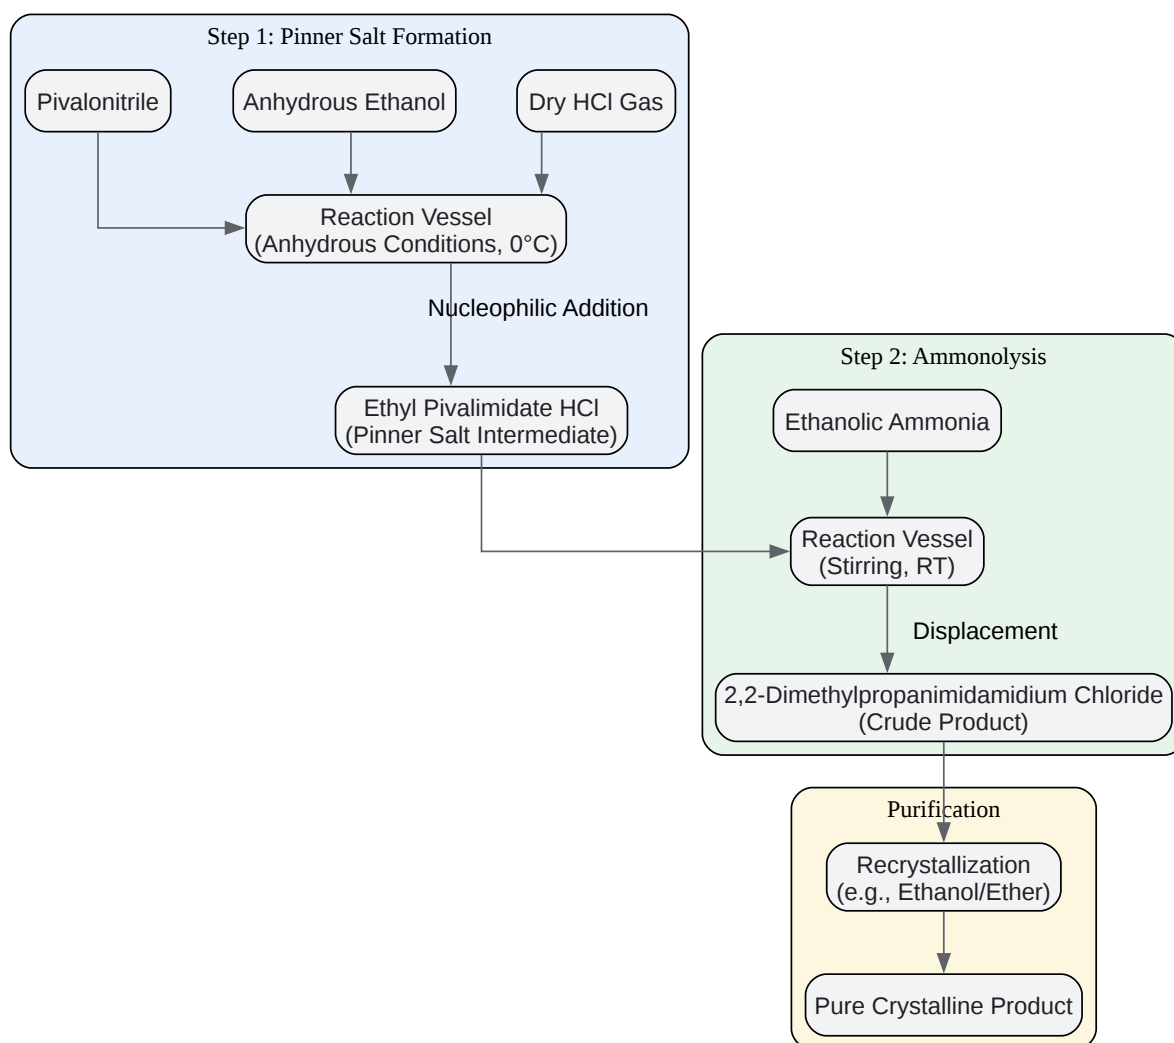 Step 1: Pinner Salt Formation
Pivalonitrile
Anhydrous Ethanol
Dry HCl Gas
Reaction Vessel
(Anhydrous Conditions, 0°C)
Nucleophilic Addition
Ethyl Pivalimidate HCl
(Pinner Salt Intermediate)
Step 2: Ammonolysis
Ethanolic Ammonia
Reaction Vessel
(Stirring, RT)
Displacement
2,2-Dimethylpropanimidamidium Chloride
(Crude Product)
Purification
Recrystallization
(e.g., Ethanol/Ether)
Pure Crystalline Product